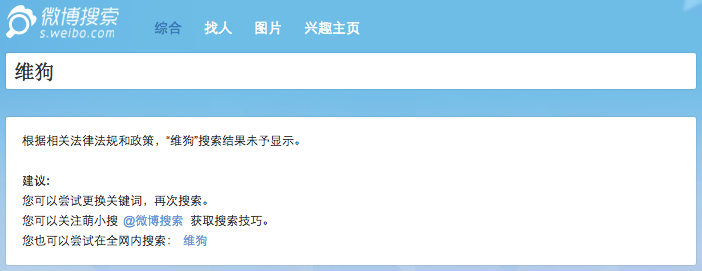 微博搜索
s.weibo.com
综合 找人 图片 兴趣主页
维狗
根据相关法律法规和政策，“维狗”搜索结果未予显示。
建议：
您可以尝试更换关键词，再次搜索。
您可以关注萌小搜 @微博搜索 获取搜索技巧。
您也可以尝试在全网内搜索： 维狗